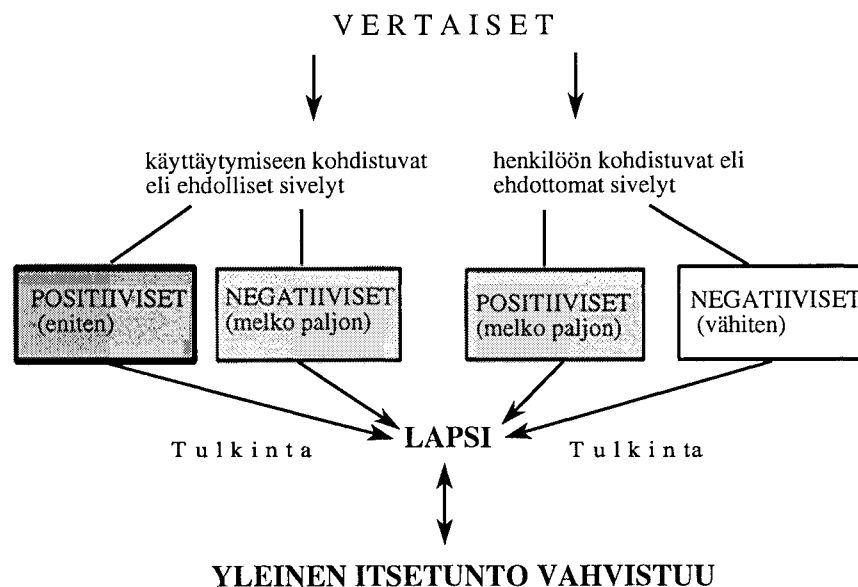 VERTAISET
käyttäytymiseen kohdistuvat
eli ehdolliset sivelyt
henkilöön kohdistuvat eli
ehdottomat sivelyt
POSITIIVISET
(eniten)
NEGATIIVISET
(melko paljon)
POSITIIVISET
(melko paljon)
NEGATIIVISET
(vähiten)
LAPSI
Tulkinta
Tulkinta
YLEINEN ITSETUNTO VAHVISTUU